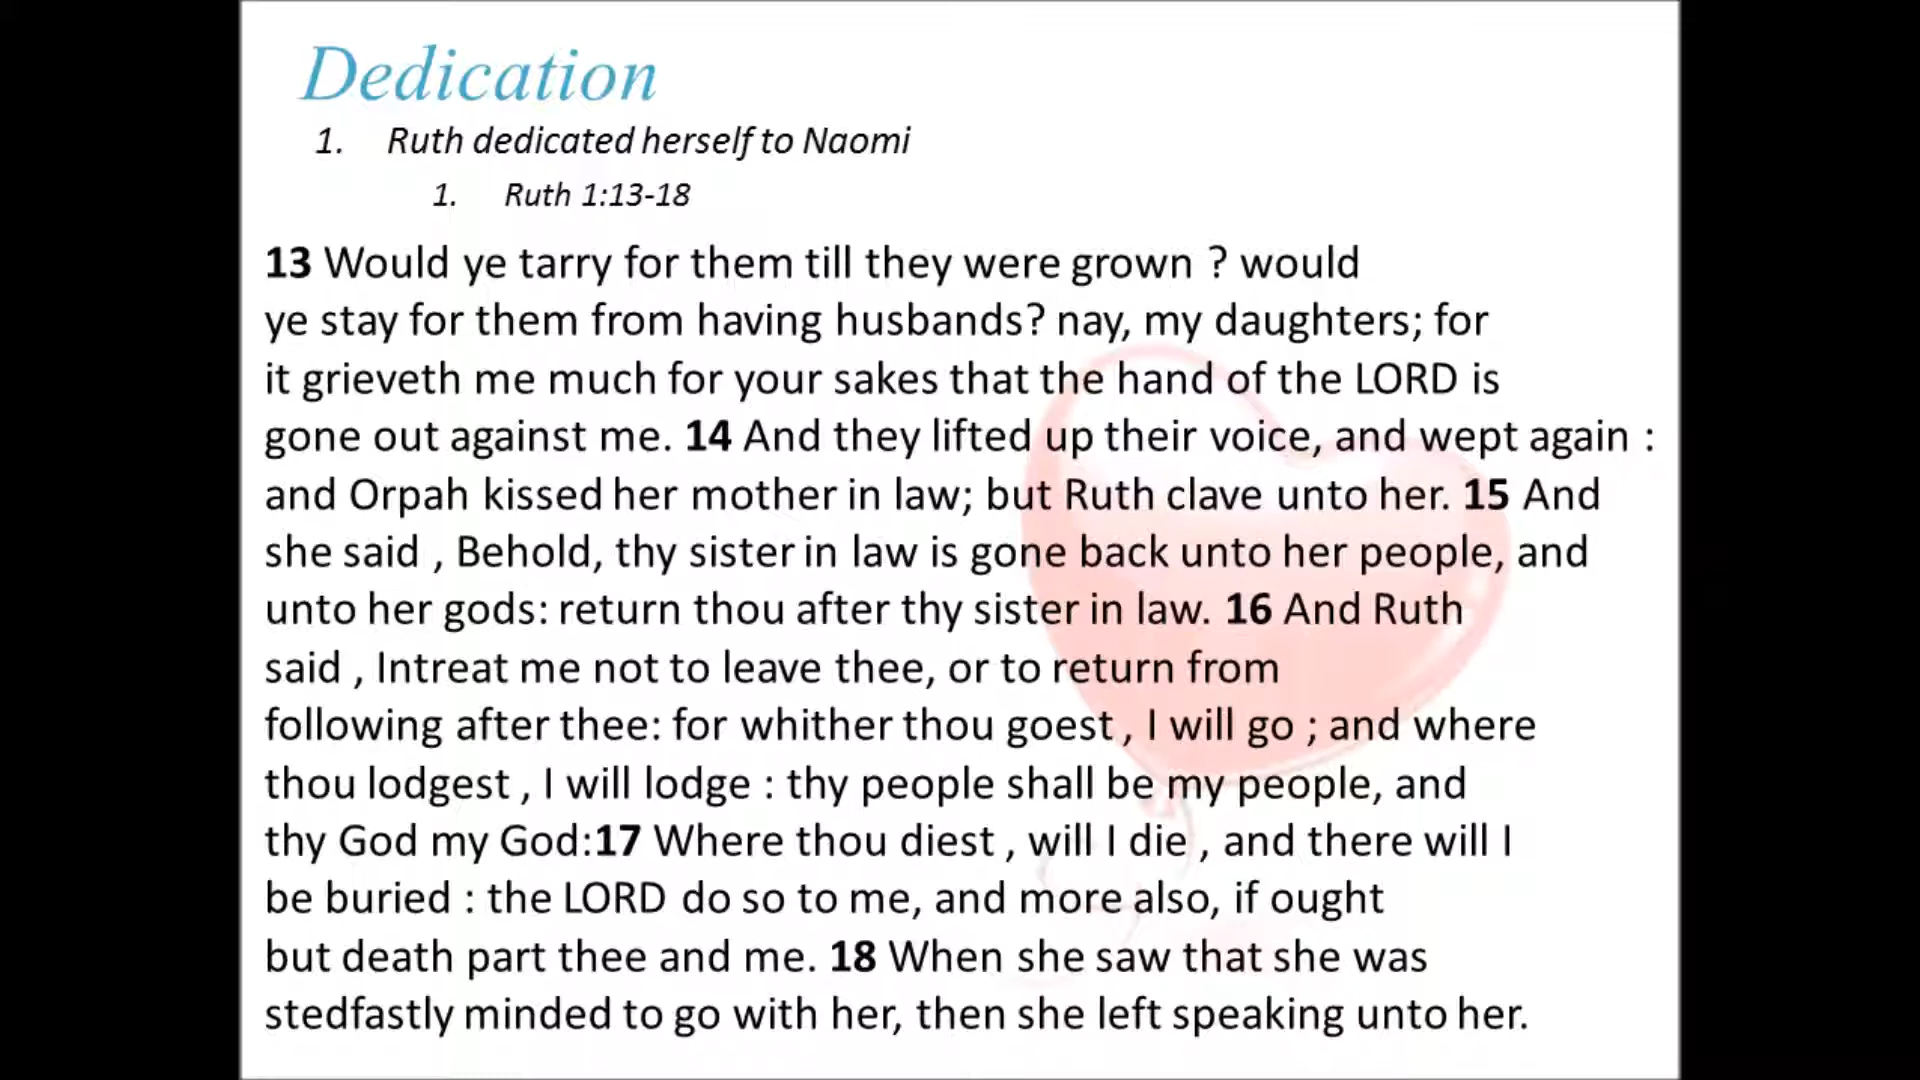 Dedication
1. Ruth dedicated herself to Naomi
1. Ruth 1:13-18
13 Would ye tarry for them till they were grown ? would
ye stay for them from having husbands? nay, my daughters; for
it grieveth me much for your sakes that the hand of the LORD is
gone out against me. 14 And they lifted up their voice, and wept again :
and Orpah kissed her mother in law; but Ruth clave unto her. 15 And
she said , Behold, thy sister in law is gone back unto her people, and
unto her gods: return thou after thy sister in law. 16 And Ruth
said , Intreat me not to leave thee, or to return from
following after thee: for whither thou goest , I will go ; and where
thou lodgest , I will lodge : thy people shall be my people, and
thy God my God:17 Where thou diest , will I die , and there will I
be buried : the LORD do so to me, and more also, if ought
but death part thee and me. 18 When she saw that she was
stedfastly minded to go with her, then she left speaking unto her.